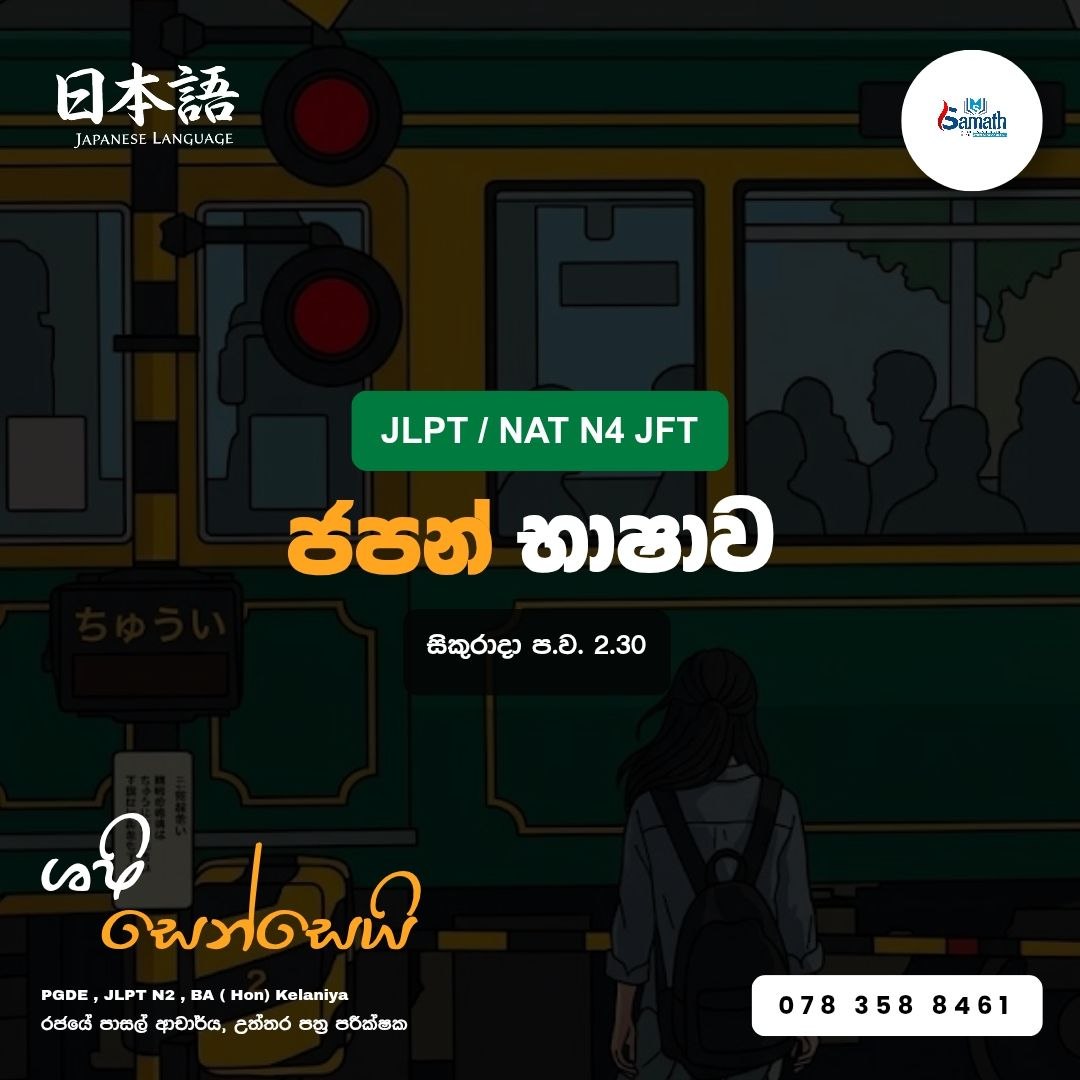 日本語
JAPANESE LANGUAGE
Samath
JLPT / NAT N4 JFT
ජපන් භාෂාව
සිකුරාදා ප.ව. 2.30
ちゅうい
ශෂි
සෙන්සෙයි
2
PGDE , JLPT N2 , BA ( Hon) Kelaniya
රජයේ පාසල් ආචාර්ය, උත්තර පත්‍ර පරීක්ෂක
078 358 8461